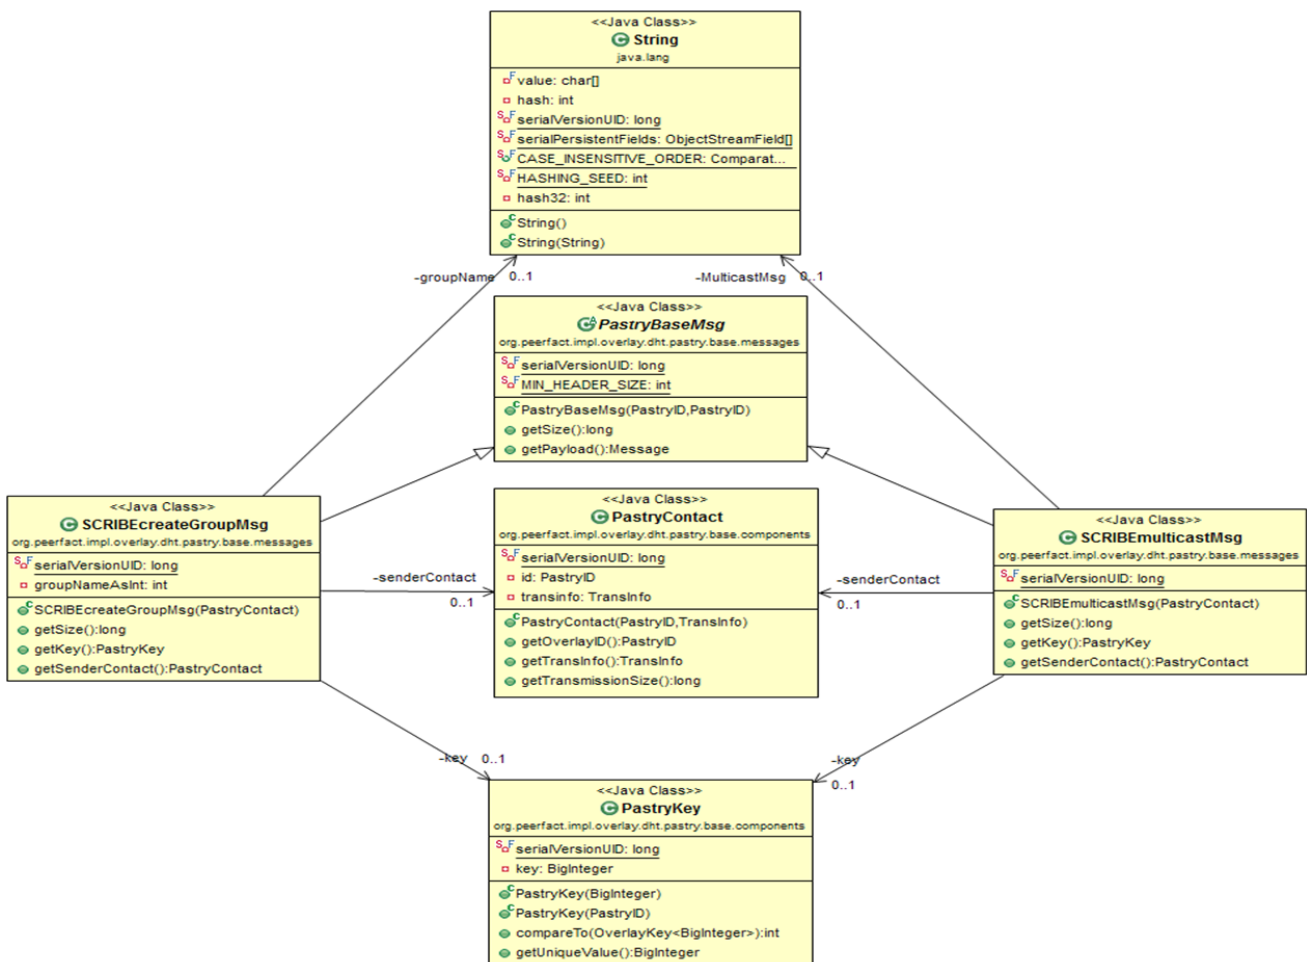 <<Java Class>>
String
java.lang
value: char[]
hash: int
serialVersionUID: long
serialPersistentFields: ObjectStreamField[]
CASE_INSENSITIVE_ORDER: Comparat...
HASHING_SEED: int
hash32: int
String()
String(String)
-groupName 0..1
-MulticastMsg 0..1
<<Java Class>>
PastryBaseMsg
org.peerfact.impl.overlay.dht.pastry.base.messages
serialVersionUID: long
MIN_HEADER_SIZE: int
PastryBaseMsg(PastryID,PastryID)
getSize():long
getPayload():Message
<<Java Class>>
SCRIBEcreateGroupMsg
org.peerfact.impl.overlay.dht.pastry.base.messages
serialVersionUID: long
groupNameAsInt: int
SCRIBEcreateGroupMsg(PastryContact)
getSize():long
getKey():PastryKey
getSenderContact():PastryContact
-senderContact
0..1
<<Java Class>>
PastryContact
org.peerfact.impl.overlay.dht.pastry.base.components
serialVersionUID: long
id: PastryID
transinfo: TransInfo
PastryContact(PastryID,TransInfo)
getOverlayID():PastryID
getTransInfo():TransInfo
getTransmissionSize():long
-senderContact
0..1
<<Java Class>>
SCRIBEmulticastMsg
org.peerfact.impl.overlay.dht.pastry.base.messages
serialVersionUID: long
SCRIBEmulticastMsg(PastryContact)
getSize():long
getKey():PastryKey
getSenderContact():PastryContact
-key 0..1
-key
0..1
<<Java Class>>
PastryKey
org.peerfact.impl.overlay.dht.pastry.base.components
serialVersionUID: long
key: BigInteger
PastryKey(BigInteger)
PastryKey(PastryID)
compareTo(OverlayKey<BigInteger>):int
getUniqueValue():BigInteger